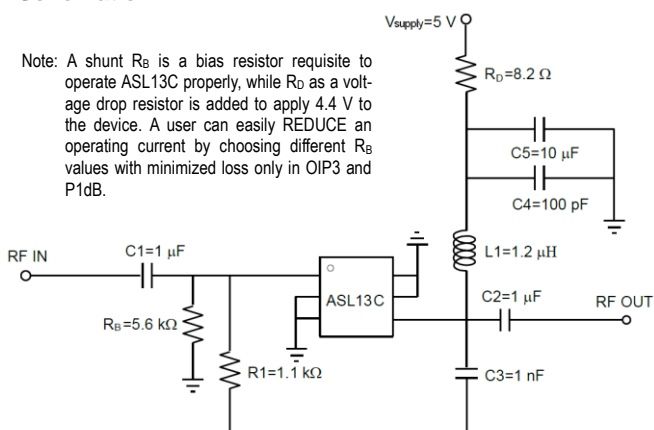 Vsupply=5 V
Note: A shunt RB is a bias resistor requisite to
operate ASL13C properly, while RD as a volt-
age drop resistor is added to apply 4.4 V to
the device. A user can easily REDUCE an
operating current by choosing different RB
values with minimized loss only in OIP3 and
P1dB.
RD=8.2 Ω
C5=10 μF
C4=100 pF
RF IN
C1=1 μF
L1=1.2 μH
ASL13C
C2=1 μF
RF OUT
RB=5.6 kΩ
R1=1.1 kΩ
C3=1 nF